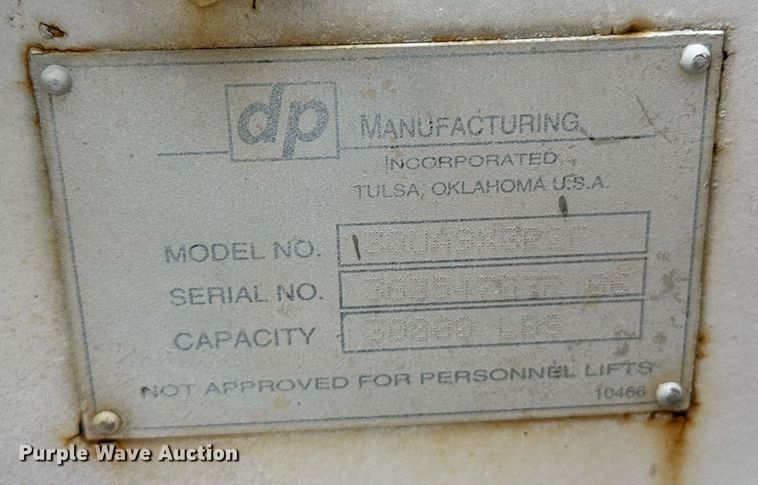 dp
MANUFACTURING
INCORPORATED
TULSA, OKLAHOMA U.S.A.
MODEL NO.
SERIAL NO.
CAPACITY LBS
NOT APPROVED FOR PERSONNEL LIFTS
10466
Purple Wave Auction